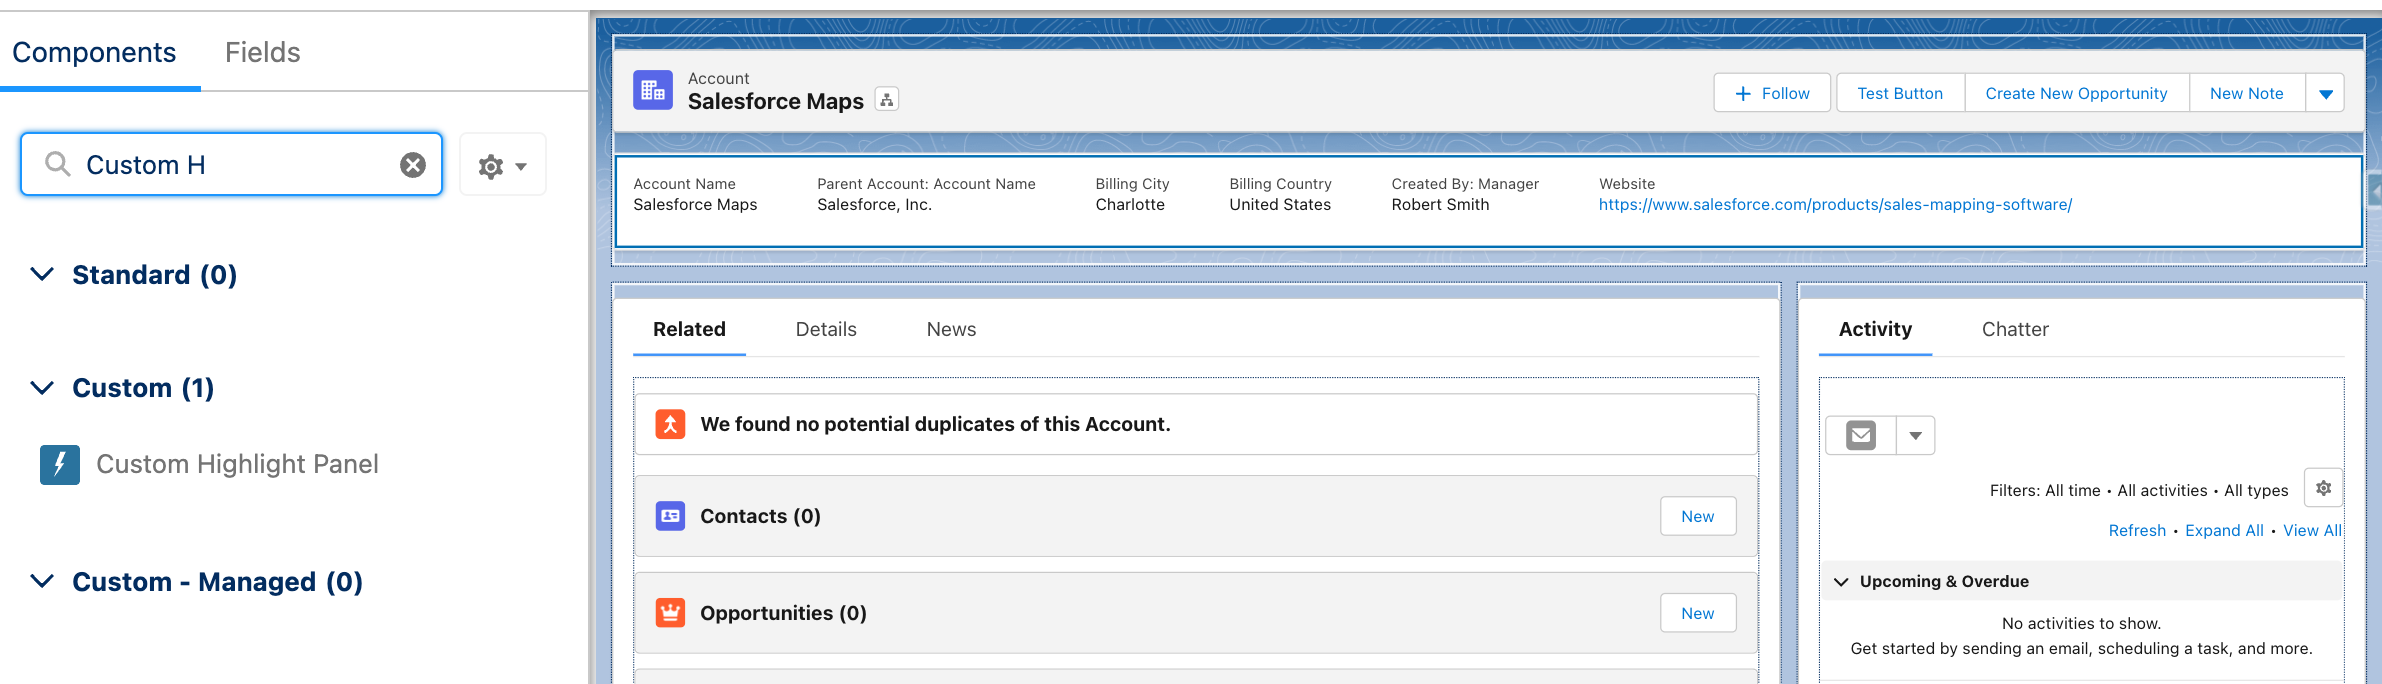 Components Fields
Custom H
Standard (0)
Custom (1)
Custom Highlight Panel
Custom - Managed (0)
Account
Salesforce Maps
Follow Test Button Create New Opportunity New Note
Account Name Parent Account: Account Name Billing City Billing Country Created By: Manager Website
Salesforce Maps Salesforce, Inc. Charlotte United States Robert Smith https://www.salesforce.com/products/sales-mapping-software/
Related Details News
We found no potential duplicates of this Account.
Contacts (0) New
Opportunities (0) New
Activity Chatter
Filters: All time • All activities • All types
Refresh • Expand All • View All
Upcoming & Overdue
No activities to show.
Get started by sending an email, scheduling a task, and more.